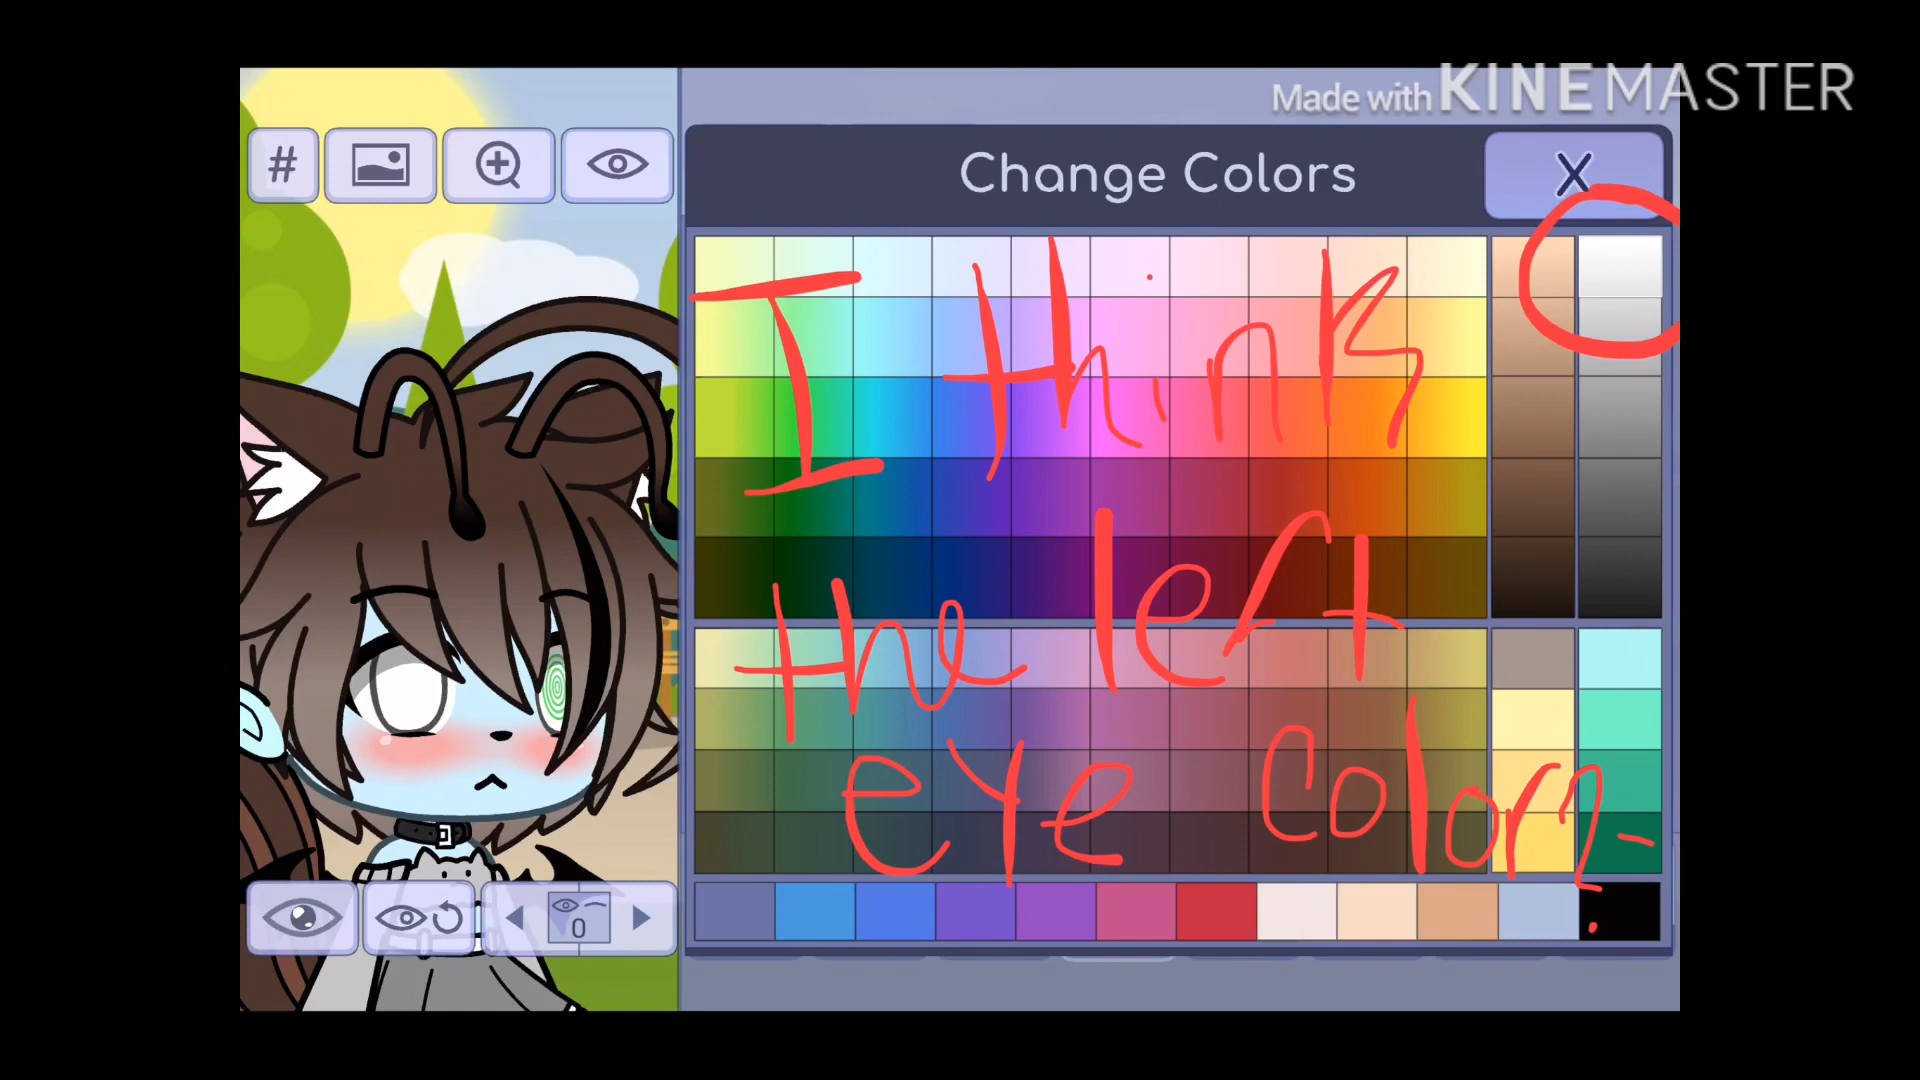 Made with KINEMASTER
#
Change Colors
X
I think
the left
eye color?
0